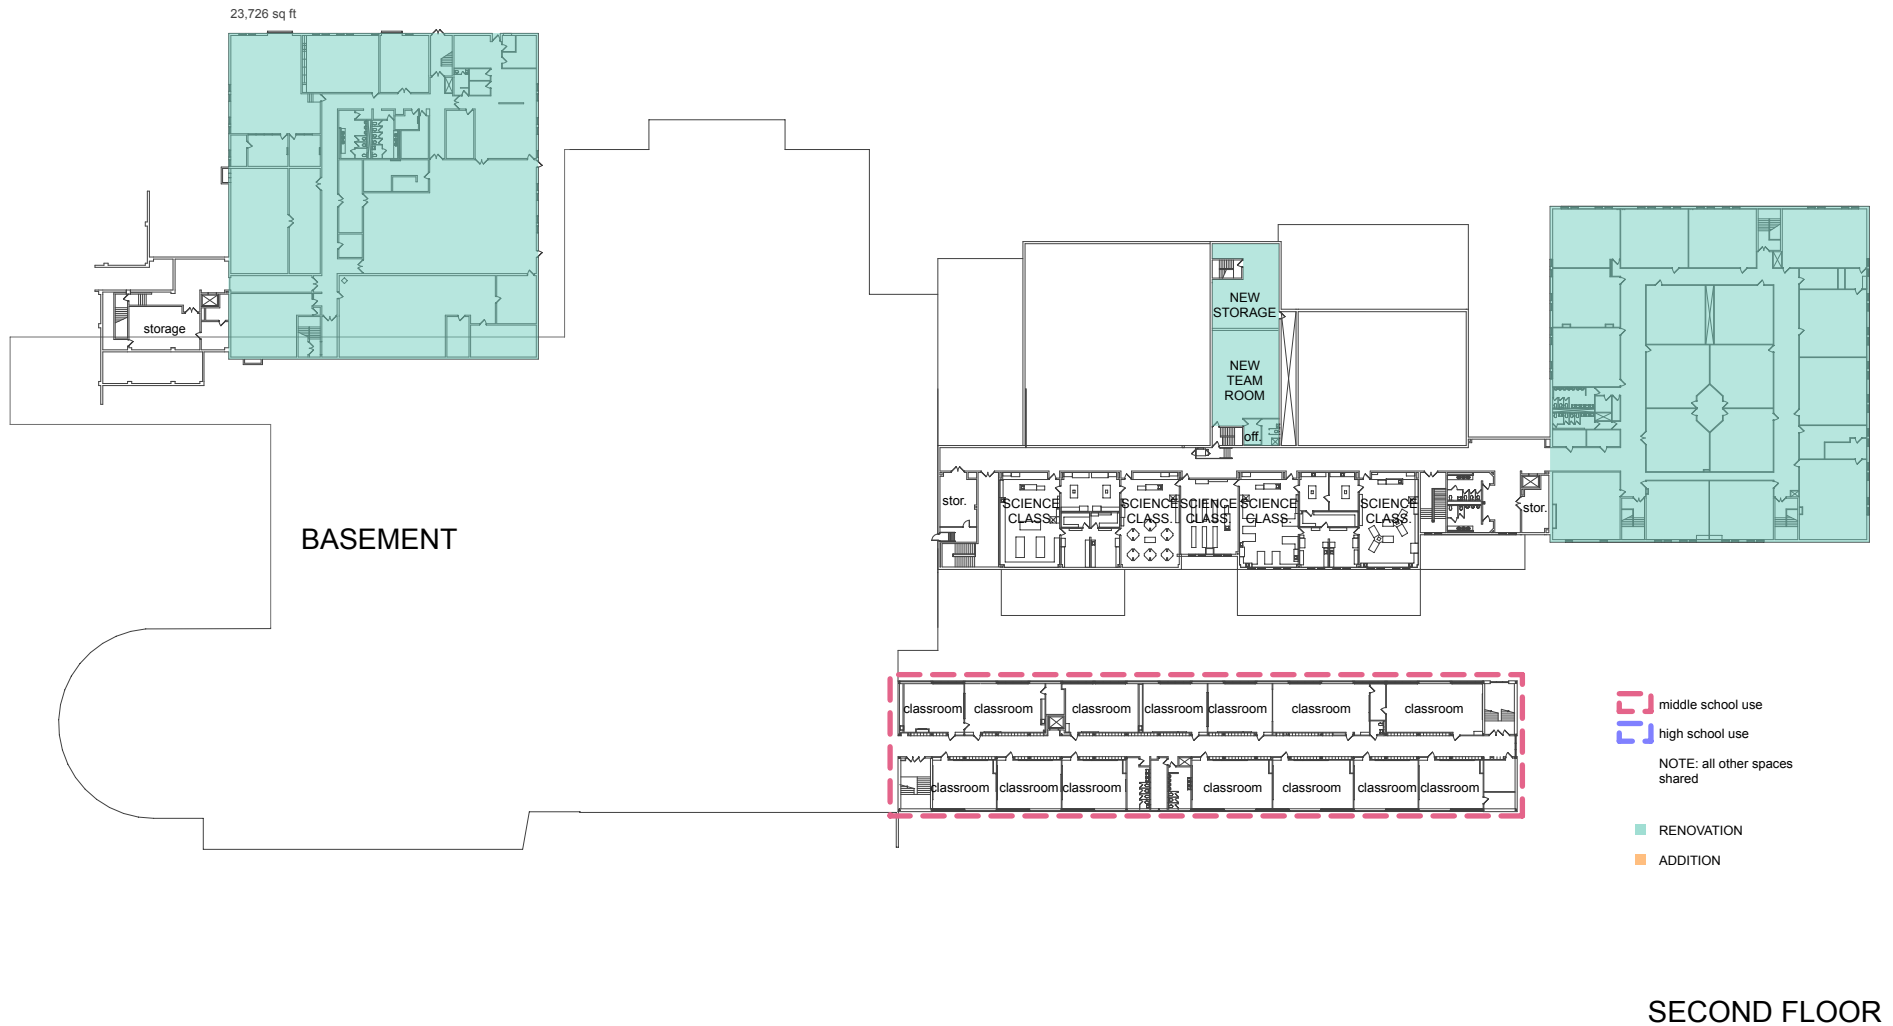 23,726 sq ft
storage
NEW
STORAGE
NEW
TEAM
ROOM
off.
stor.
SCIENCE
CLASS.
SCIENCE
CLASS.
SCIENCE
CLASS.
SCIENCE
CLASS.
SCIENCE
CLASS.
stor.
BASEMENT
classroom
classroom
classroom
classroom
classroom
classroom
classroom
classroom
classroom
classroom
classroom
classroom
classroom
classroom
middle school use
high school use
NOTE: all other spaces
shared
RENOVATION
ADDITION
SECOND FLOOR